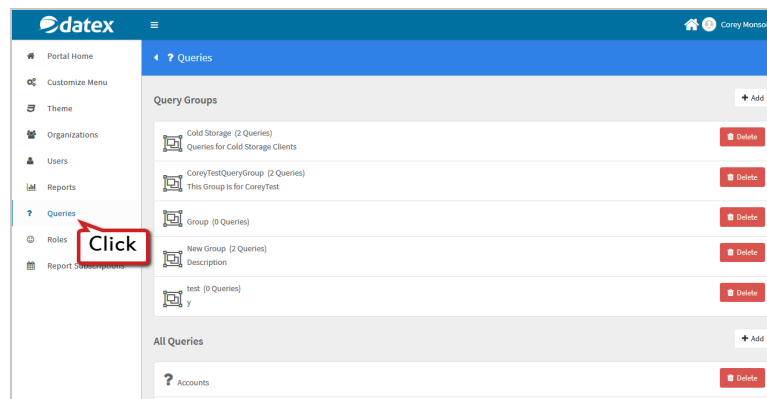 datex
Corey Monson
Portal Home
Queries
Customize Menu
Theme
Organizations
Users
Reports
Queries
Roles
Report Subscriptions
Click
Query Groups
Add
Cold Storage (2 Queries)
Queries for Cold Storage Clients
Delete
CoreyTestQueryGroup (2 Queries)
This Group is for CoreyTest
Delete
Group (0 Queries)
Delete
New Group (2 Queries)
Description
Delete
test (0 Queries)
y
Delete
All Queries
Add
Accounts
Delete